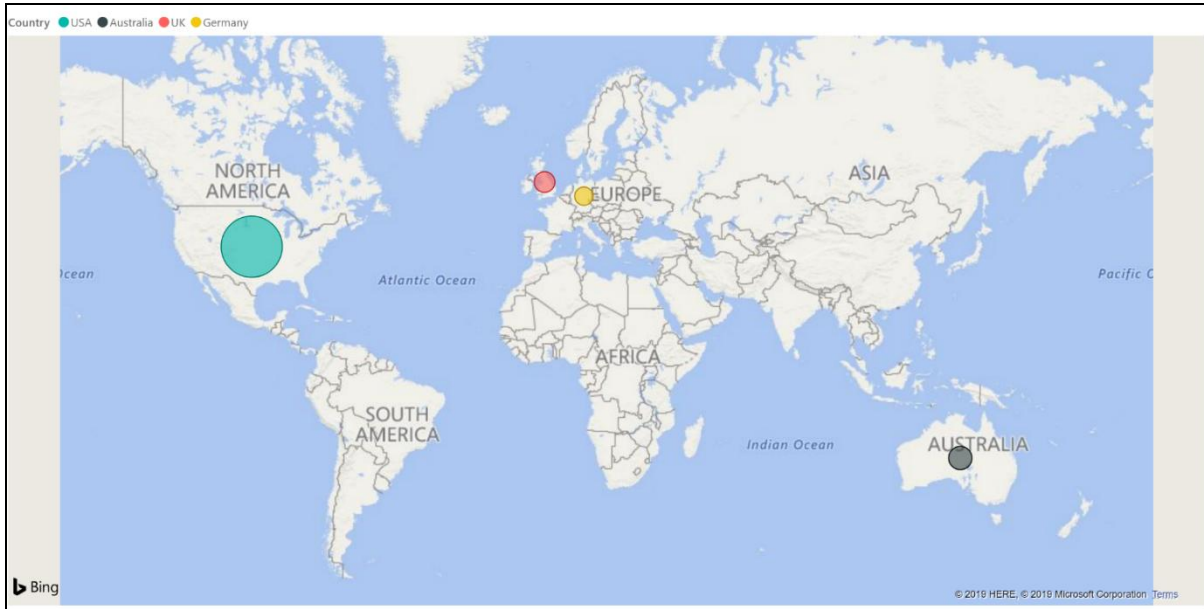 Country USA Australia UK Germany
NORTH
AMERICA
ASIA
EUROPE
Ocean
Atlantic Ocean
Pacific O
AFRICA
SOUTH
AMERICA
Indian Ocean
AUSTRALIA
Bing
© 2019 HERE, © 2019 Microsoft Corporation Terms